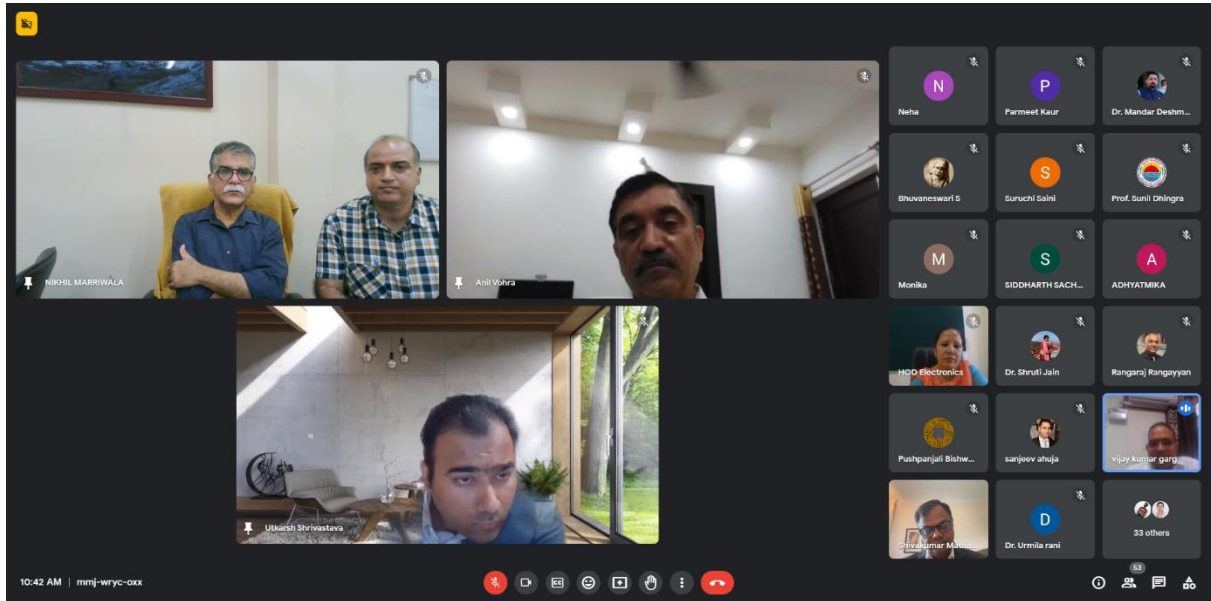 NIKHIL MARRIWALA
Anil Vohra
Utkarsh Shrivastava
N
Neha
P
Parmeet Kaur
Dr. Mandar Deshm...
Bhuvaneswari S
S
Suruchi Saini
Prof. Sunil Dhingra
M
Monika
S
SIDDHARTH SACH...
A
ADHYATMIKA
HOD Electronics
Dr. Shruti Jain
Rangaraj Rangayyan
Pushpanjali Bishw...
sanjeev ahuja
vijay kumar garg
Shivakumar
D
Dr. Urmila rani
33 others
10:42 AM | mmj-wryc-oxx
CC
53